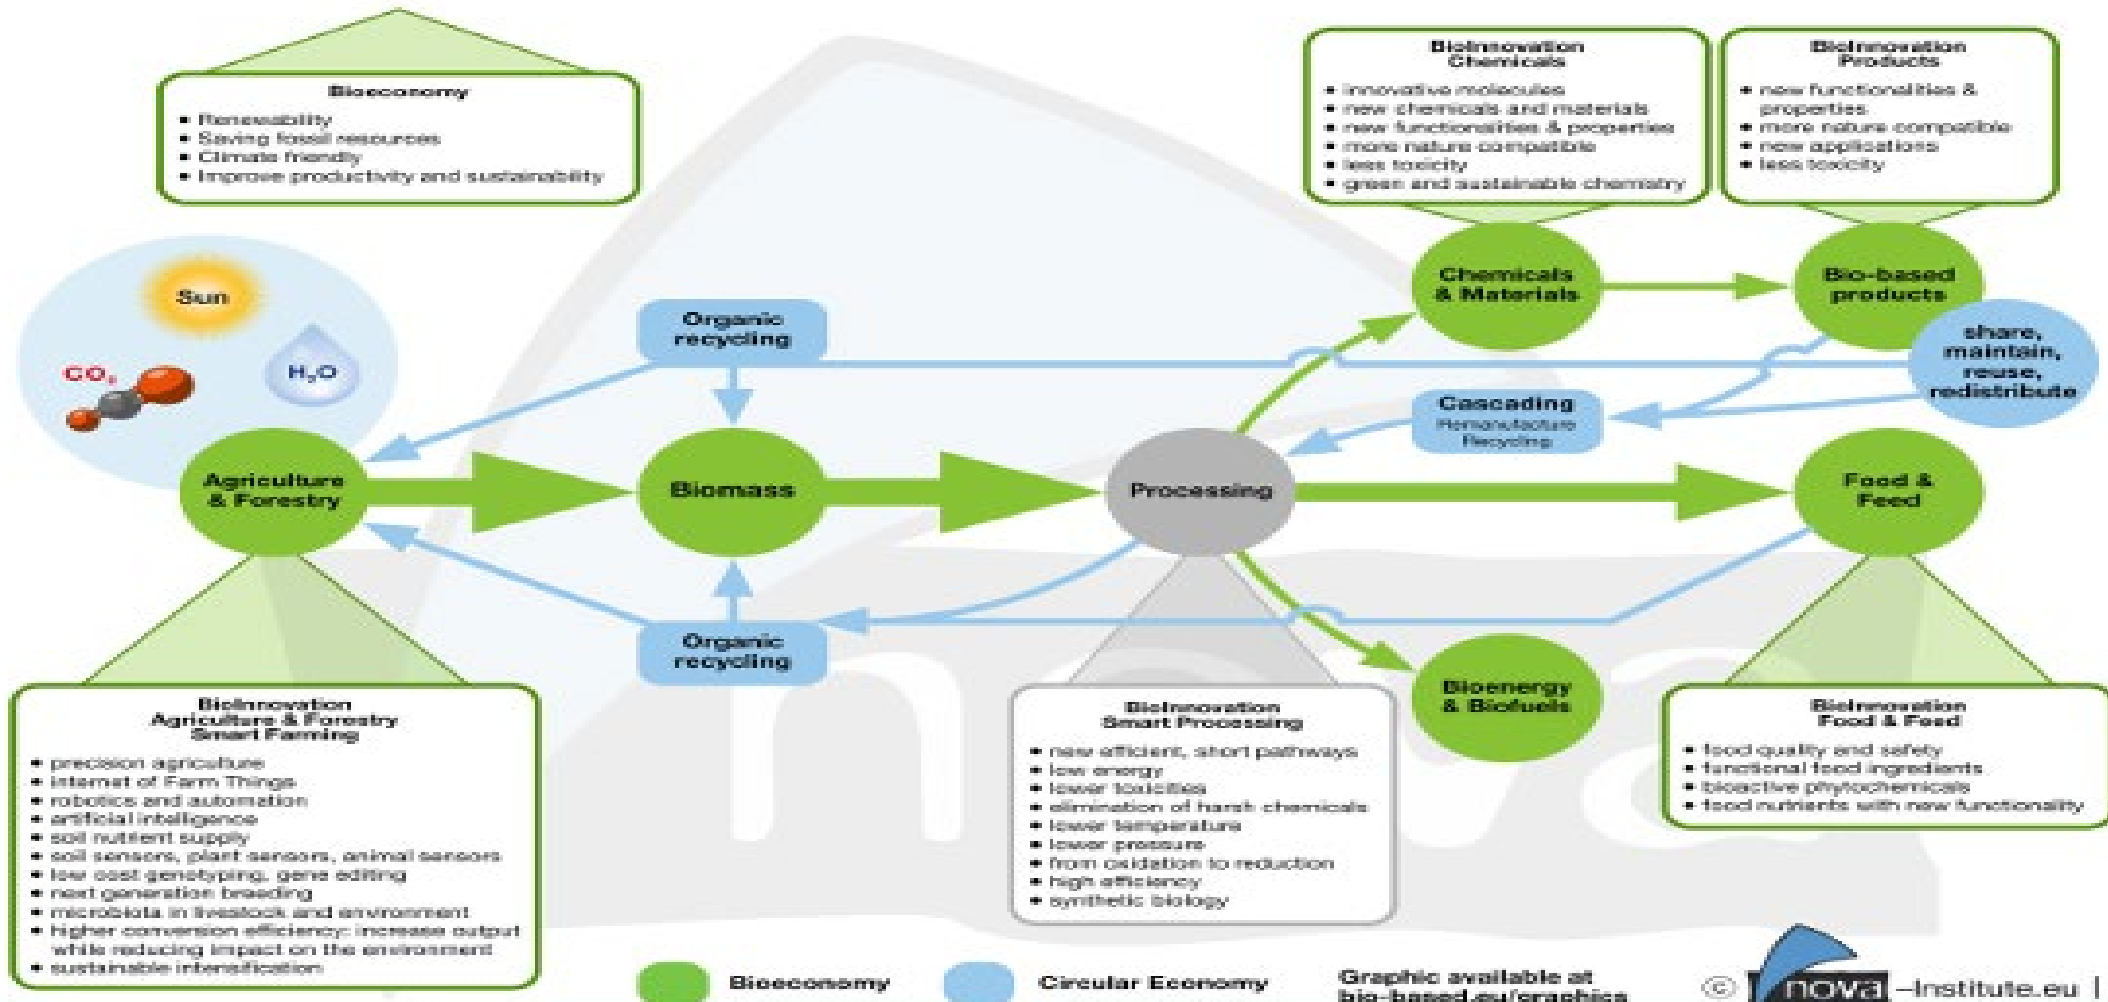 Bioeconomy
• Renewability
• Saving fossil resources
• Climate friendly
• Improve productivity and sustainability
BioInnovation
Chemicals
• innovative molecules
• new chemicals and materials
• new functionalities & properties
• more nature compatible
• less toxicity
• green and sustainable chemistry
BioInnovation
Products
• new functionalities &
properties
• more nature compatible
• new applications
• less toxicity
Sun
CO₂
H₂O
Organic
recycling
Chemicals
& Materials
Bio-based
products
share,
maintain,
reuse,
redistribute
Cascading
Remanufacture
Recycling
Agriculture
& Forestry
Biomass
Processing
Food &
Feed
Organic
recycling
Bioenergy
& Biofuels
BioInnovation
Agriculture & Forestry
Smart Farming
• precision agriculture
• internet of Farm Things
• robotics and automation
• artificial intelligence
• soil nutrient supply
• soil sensors, plant sensors, animal sensors
• low cost genotyping, gene editing
• next generation breeding
• microbiota in livestock and environment
• higher conversion efficiency: increase output
while reducing impact on the environment
• sustainable intensification
BioInnovation
Smart Processing
• new efficient, short pathways
• low energy
• lower toxicities
• elimination of harsh chemicals
• lower temperature
• lower pressure
• from oxidation to reduction
• high efficiency
• synthetic biology
BioInnovation
Food & Feed
• food quality and safety
• functional food ingredients
• bioactive phytochemicals
• food nutrients with new functionality
nova
Bioeconomy
Circular Economy
Graphic available at
bio-based.eu/graphics
© nova-Institute.eu |